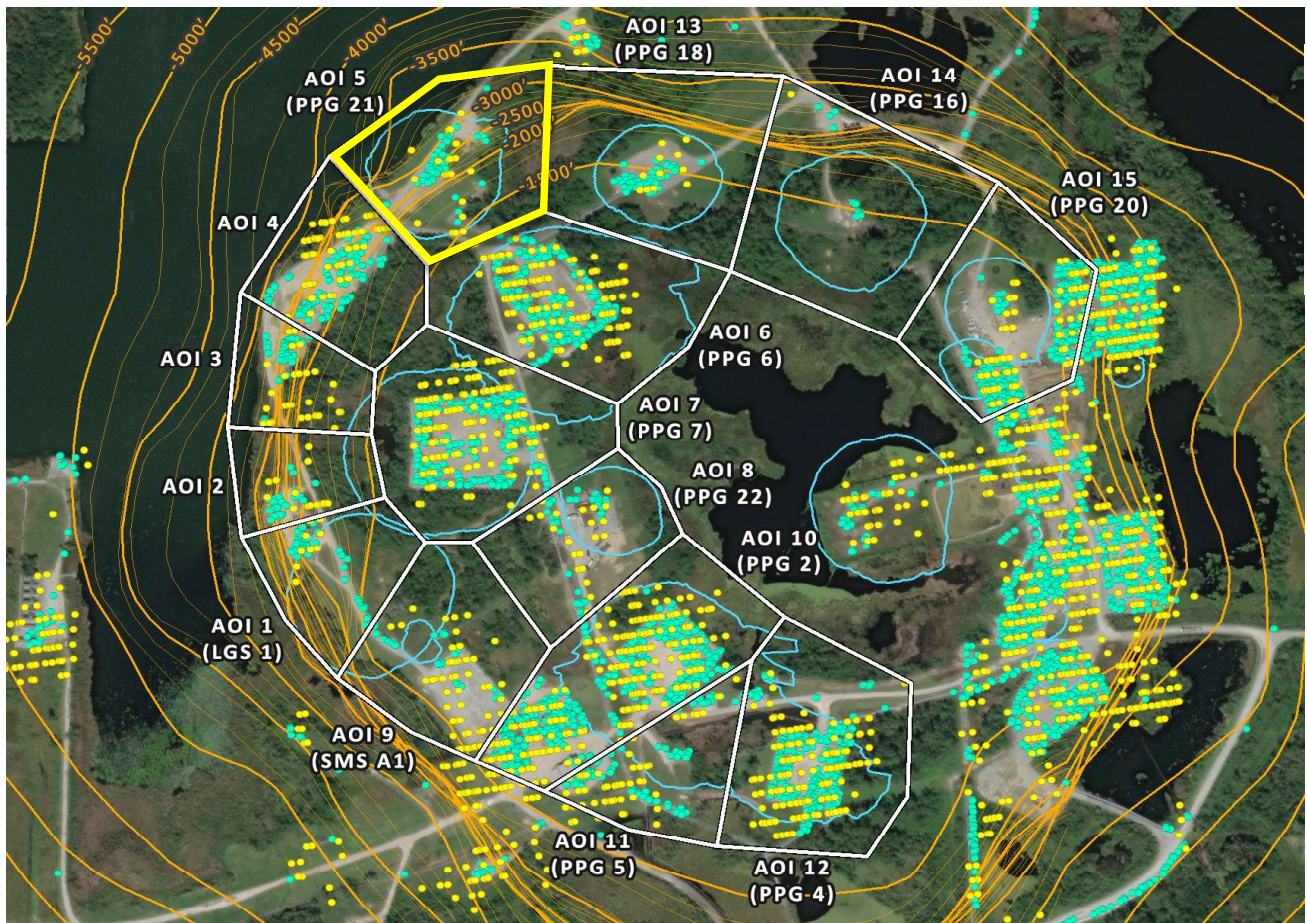 -5500'
-5000'
-4500'
-4000'
-3500'
AOI 13
(PPG 18)
AOI 5
(PPG 21)
AOI 14
(PPG 16)
-3000'
-2500'
-2000'
-1500'
AOI 15
(PPG 20)
AOI 4
AOI 3
AOI 6
(PPG 6)
AOI 7
(PPG 7)
AOI 2
AOI 8
(PPG 22)
AOI 10
(PPG 2)
AOI 1
(LGS 1)
AOI 9
(SMS A1)
AOI 11
(PPG 5)
AOI 12
(PPG 4)